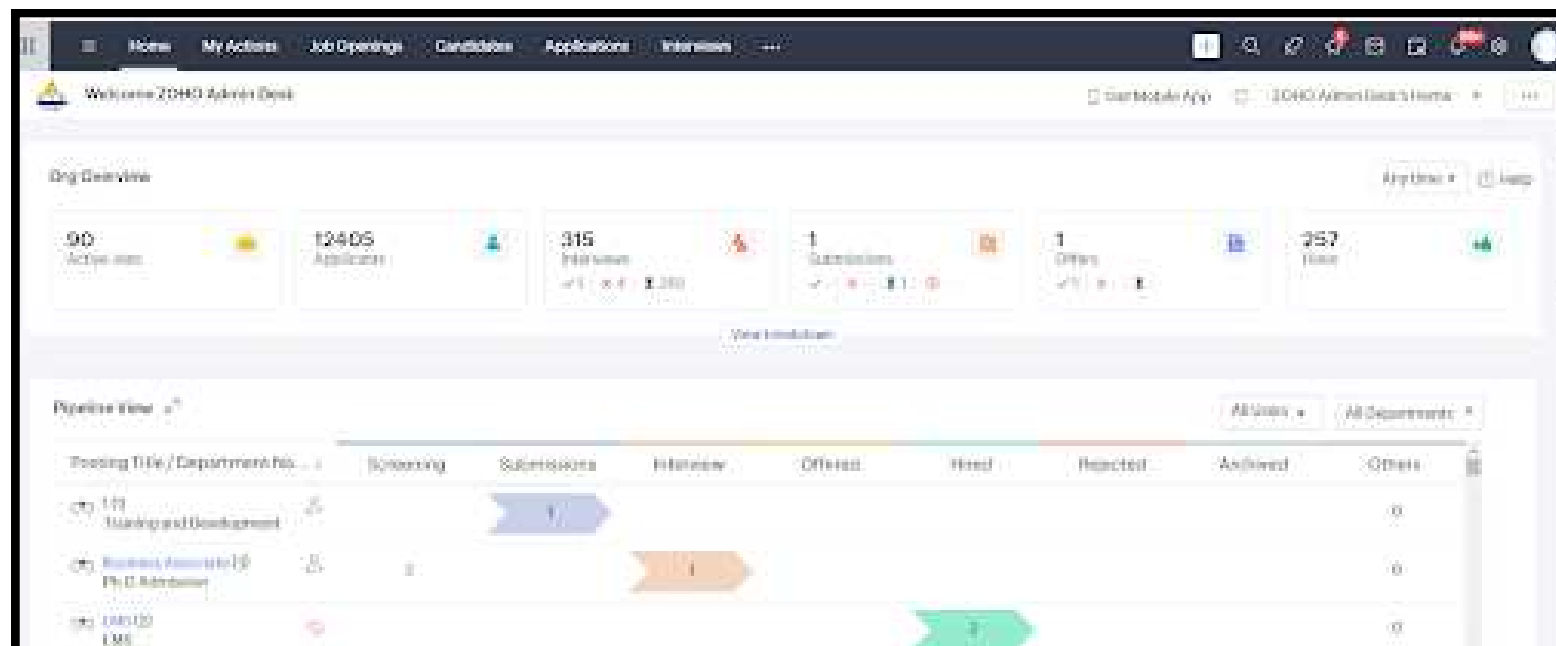 Home My Actions Job Openings Candidates Applications Interviews ...
Welcome ZOHO Admin Desk
Get Mobile App ZOHO Admin Desk's Home
Org Overview
Any time Help
90
Active Jobs
12405
Applicants
315
Interviews
1
Submissions
1
1
Offers
257
Hires
View breakdown
Pipeline View
All Users All Departments
Posting Title / Department Na...
Screening Submissions Interview Offered Hired Rejected Archived Others
Training and Development
1
0
Business Associate
Ph.D Admission
1
0
LMS
0